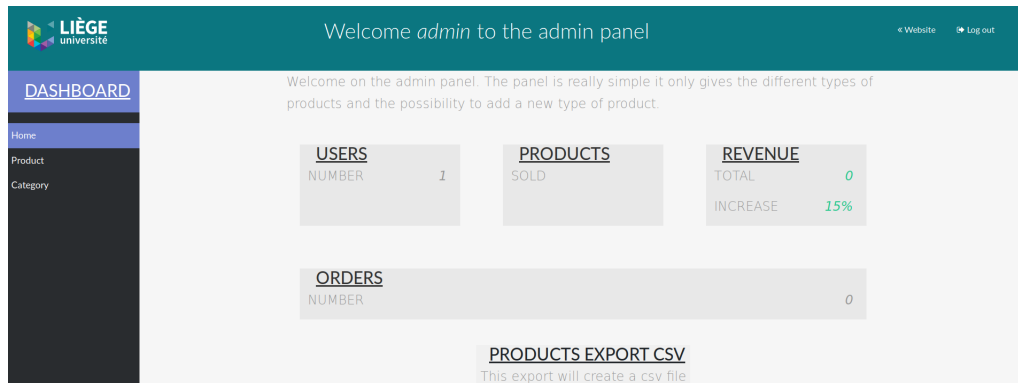 LIÈGE
université
Welcome admin to the admin panel
« Website
Log out
DASHBOARD
Home
Product
Category
Welcome on the admin panel. The panel is really simple it only gives the different types of
products and the possibility to add a new type of product.
USERS
NUMBER 1
PRODUCTS
SOLD
REVENUE
TOTAL 0
INCREASE 15%
ORDERS
NUMBER 0
PRODUCTS EXPORT CSV
This export will create a csv file